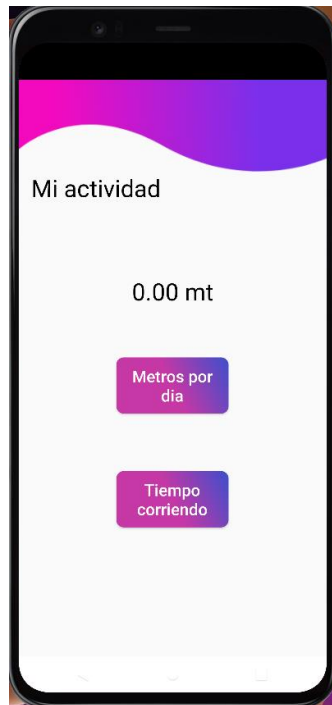 Mi actividad
0.00 mt
Metros por
dia
Tiempo
corriendo